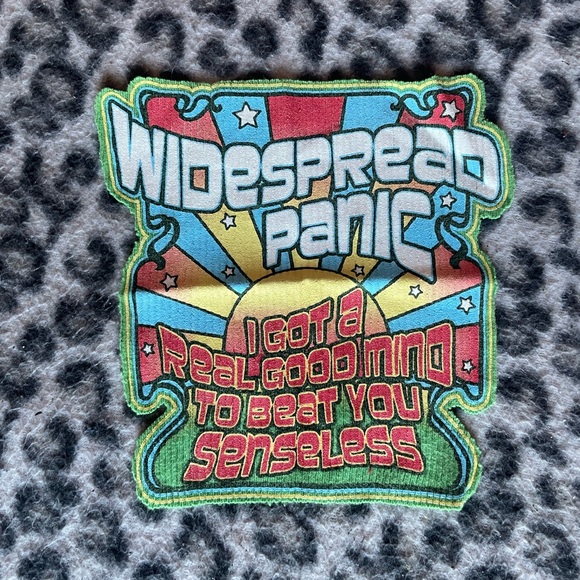 WIDESPREAD
PANIC
I GOT A
REAL GOOD MIND
TO BEAT YOU
SENSELESS